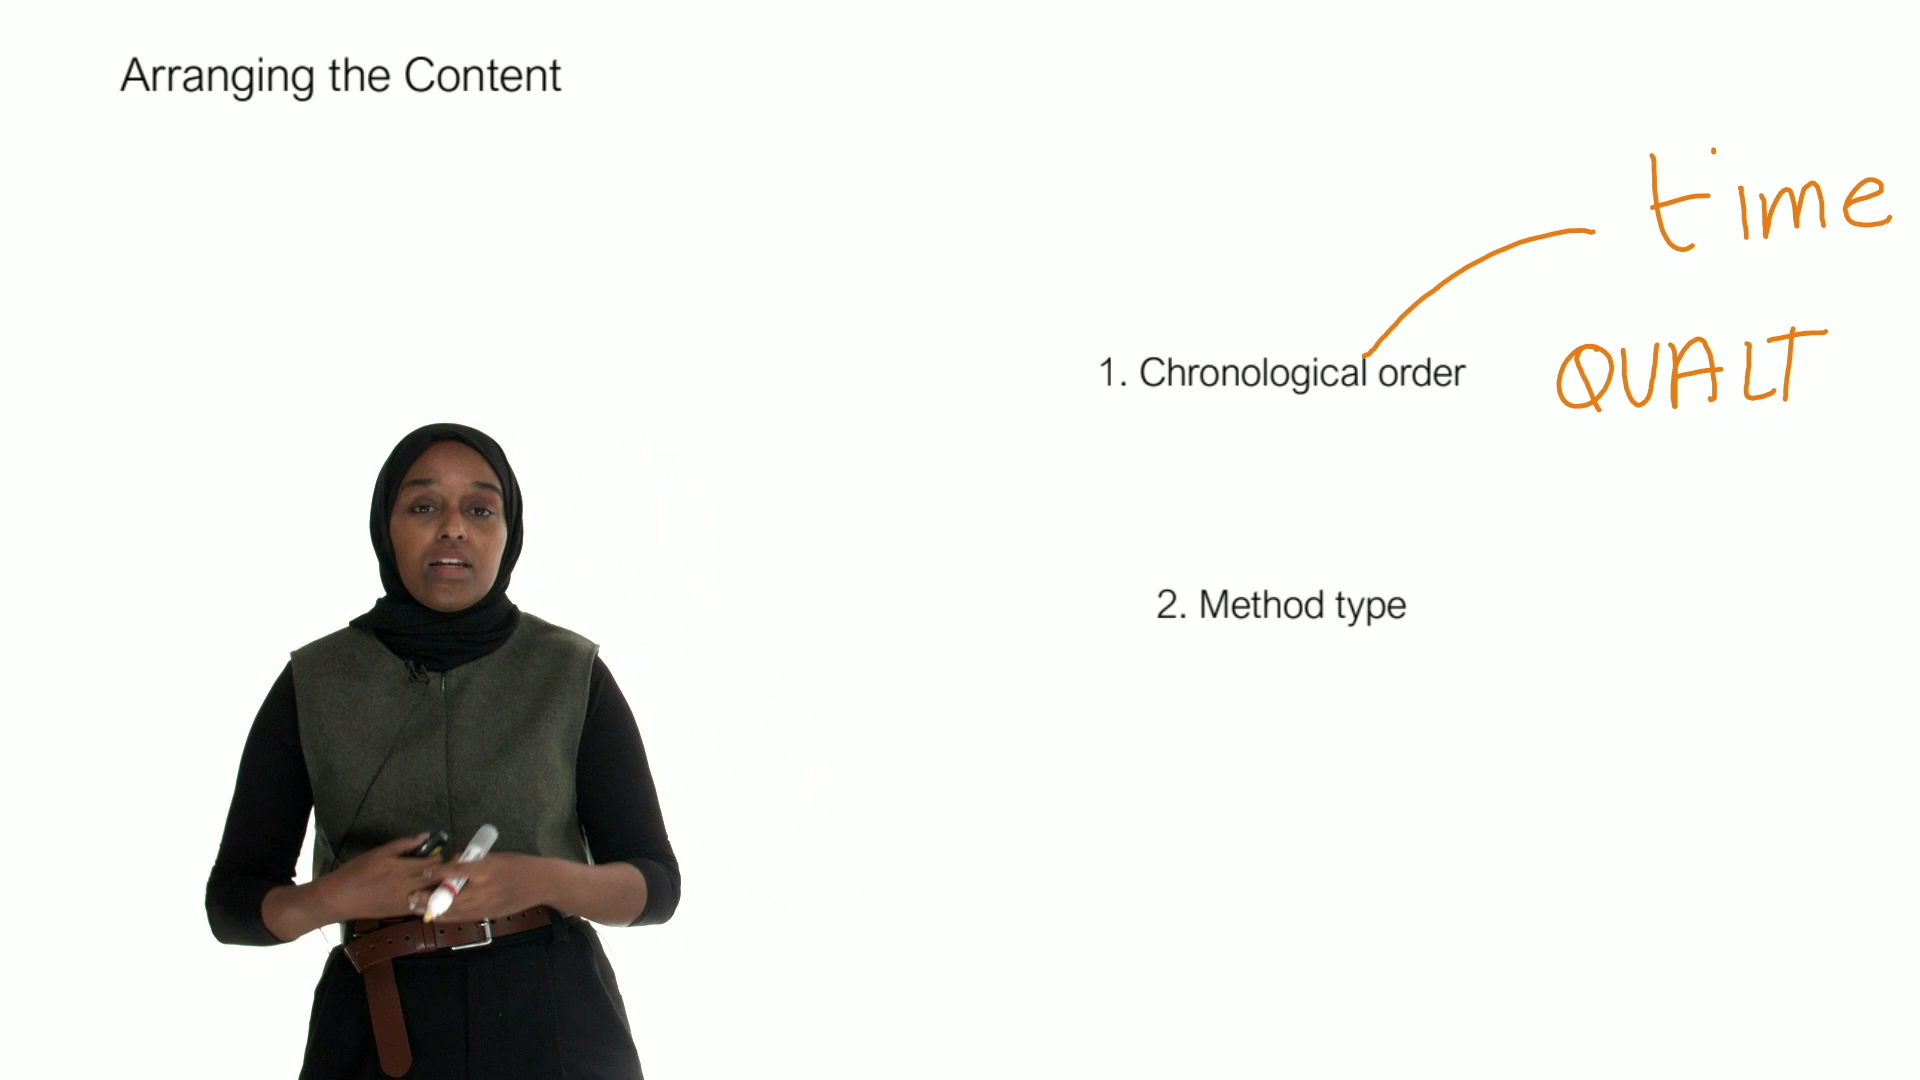 Arranging the Content
time
1. Chronological order
QUALT
2. Method type